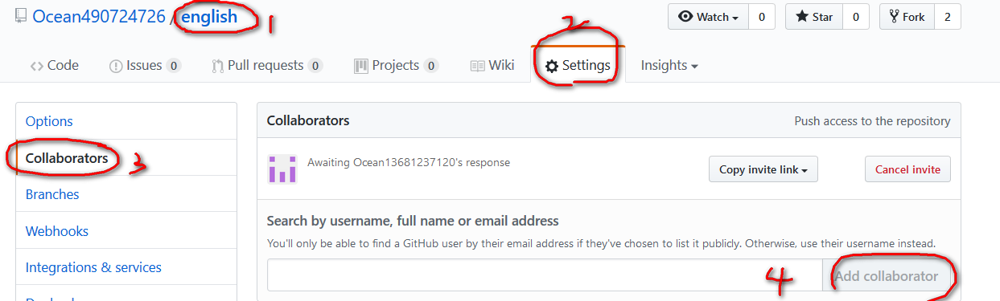 Ocean490724726 / english 1 Watch 0 Star 0 Fork 2
2
Code Issues 0 Pull requests 0 Projects 0 Wiki Settings Insights
Options
Collaborators 3
Branches
Webhooks
Integrations & services
Collaborators Push access to the repository
Awaiting Ocean13681237120's response Copy invite link Cancel invite
Search by username, full name or email address
You'll only be able to find a GitHub user by their email address if they've chosen to list it publicly. Otherwise, use their username instead.
4 Add collaborator